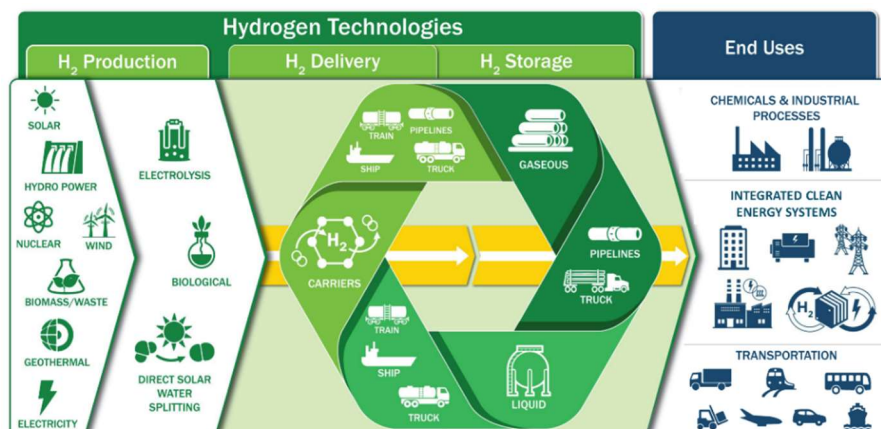 Hydrogen Technologies
H₂ Production
H₂ Delivery
H₂ Storage
End Uses
SOLAR
HYDRO POWER
NUCLEAR
WIND
BIOMASS/WASTE
GEOTHERMAL
ELECTRICITY
ELECTROLYSIS
BIOLOGICAL
DIRECT SOLAR
WATER
SPLITTING
TRAIN
PIPELINES
SHIP
TRUCK
H₂
CARRIERS
TRAIN
SHIP
TRUCK
GASEOUS
PIPELINES
TRUCK
LIQUID
CHEMICALS & INDUSTRIAL
PROCESSES
INTEGRATED CLEAN
ENERGY SYSTEMS
H₂
TRANSPORTATION